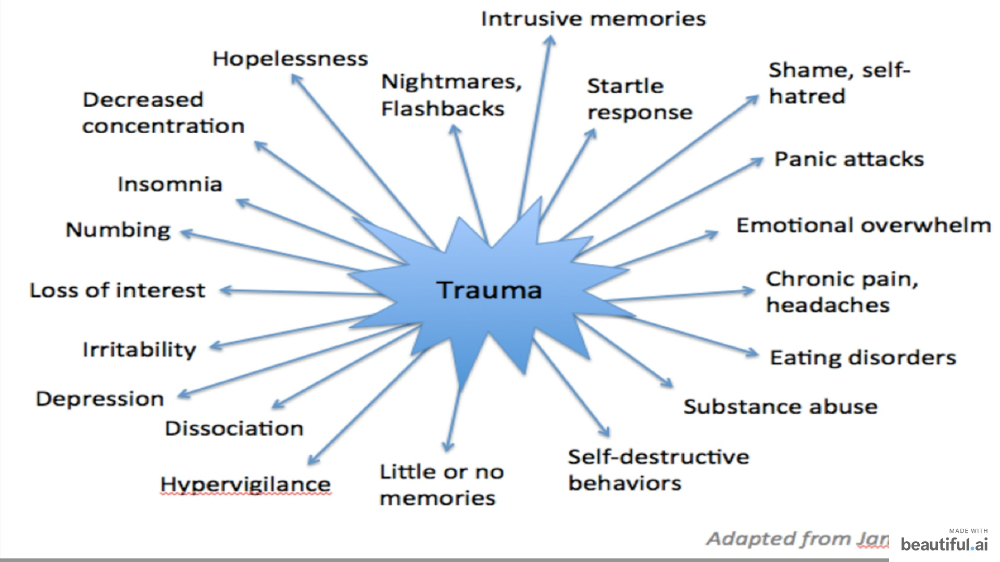 Intrusive memories
Hopelessness
Nightmares,
Flashbacks
Startle
response
Shame, self-
hatred
Decreased
concentration
Panic attacks
Insomnia
Numbing
Emotional overwhelm
Trauma
Loss of interest
Chronic pain,
headaches
Irritability
Eating disorders
Depression
Substance abuse
Dissociation
Self-destructive
behaviors
Hypervigilance
Little or no
memories
Adapted from
MADE WITH
beautiful.ai